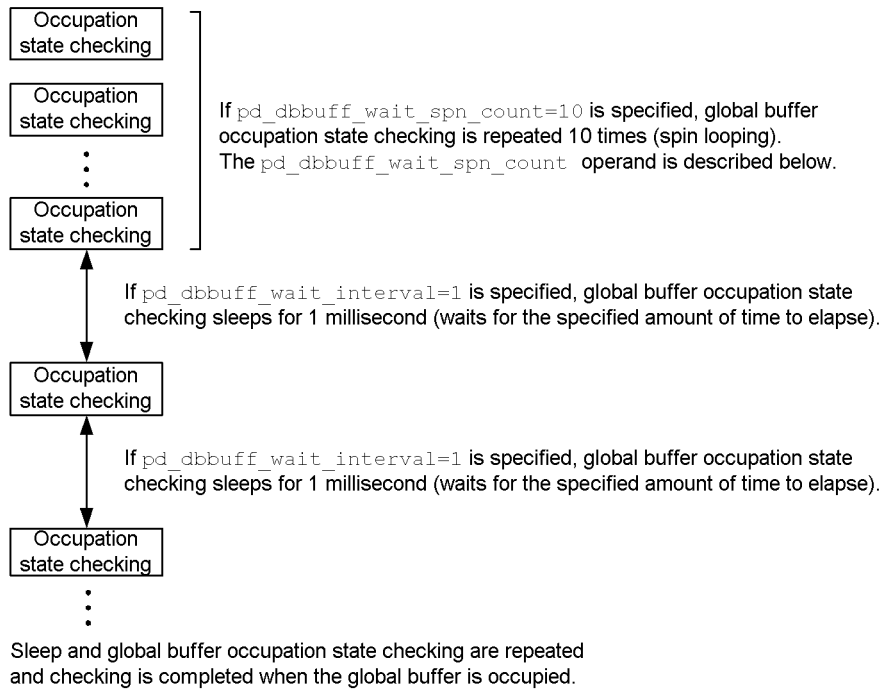 Occupation
state checking
Occupation
state checking
If pd_dbbuff_wait_spn_count=10 is specified, global buffer
occupation state checking is repeated 10 times (spin looping).
The pd_dbbuff_wait_spn_count operand is described below.
Occupation
state checking
If pd_dbbuff_wait_interval=1 is specified, global buffer occupation state
checking sleeps for 1 millisecond (waits for the specified amount of time to elapse).
Occupation
state checking
If pd_dbbuff_wait_interval=1 is specified, global buffer occupation state
checking sleeps for 1 millisecond (waits for the specified amount of time to elapse).
Occupation
state checking
Sleep and global buffer occupation state checking are repeated
and checking is completed when the global buffer is occupied.